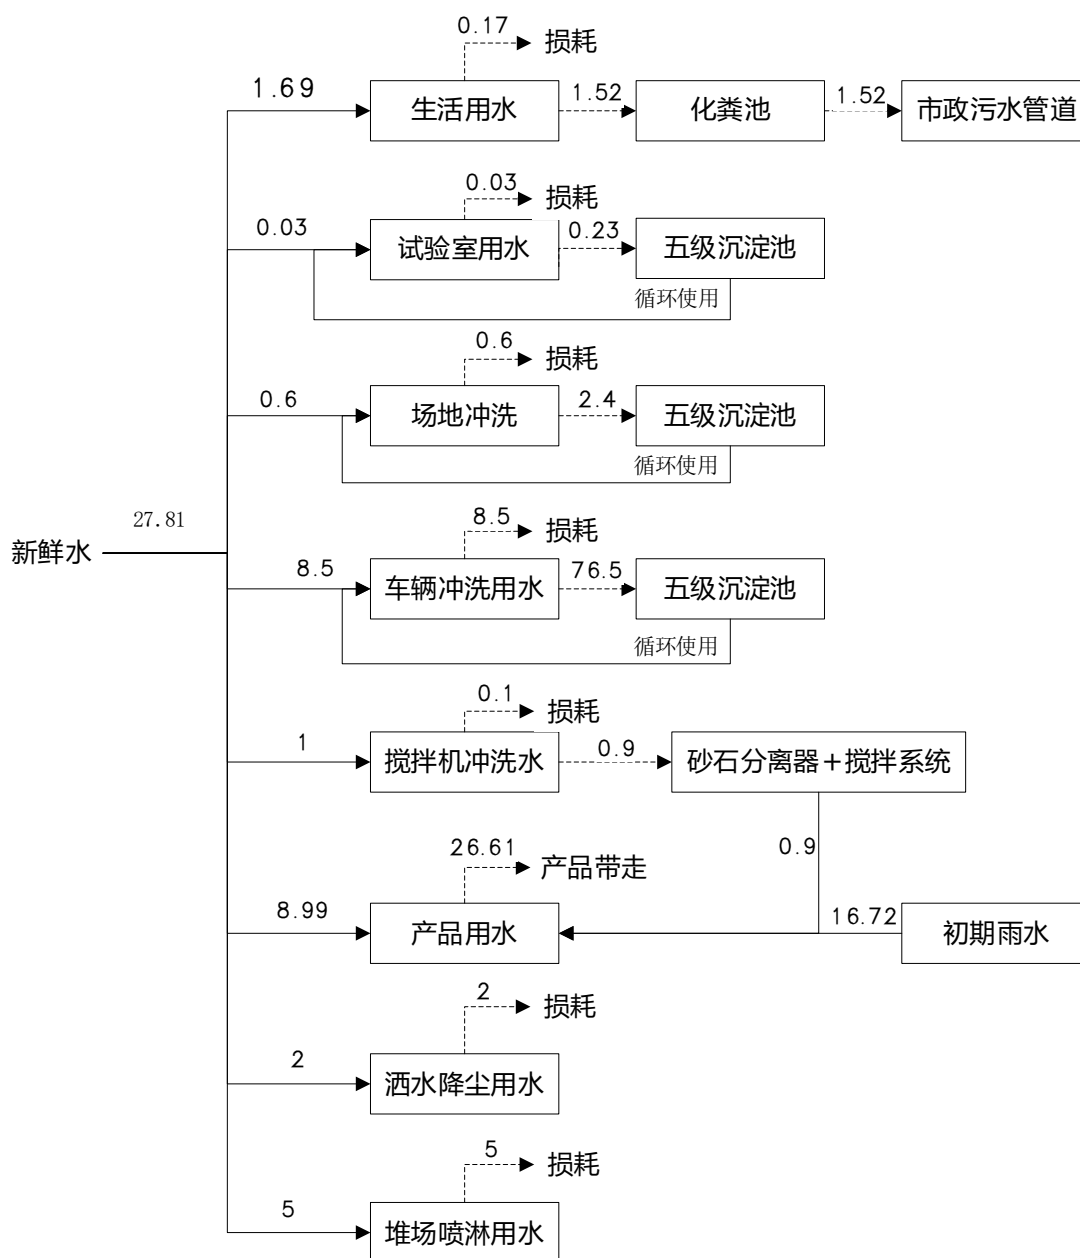 0.17
损耗
1.69
生活用水
1.52
化粪池
1.52
市政污水管道
0.03
损耗
0.03
试验室用水
0.23
五级沉淀池
循环使用
0.6
损耗
0.6
场地冲洗
2.4
五级沉淀池
循环使用
27.81
新鲜水
8.5
损耗
8.5
车辆冲洗用水
76.5
五级沉淀池
循环使用
0.1
损耗
1
搅拌机冲洗水
0.9
砂石分离器+搅拌系统
0.9
26.61
产品带走
8.99
产品用水
16.72
初期雨水
2
损耗
2
洒水降尘用水
5
损耗
5
堆场喷淋用水